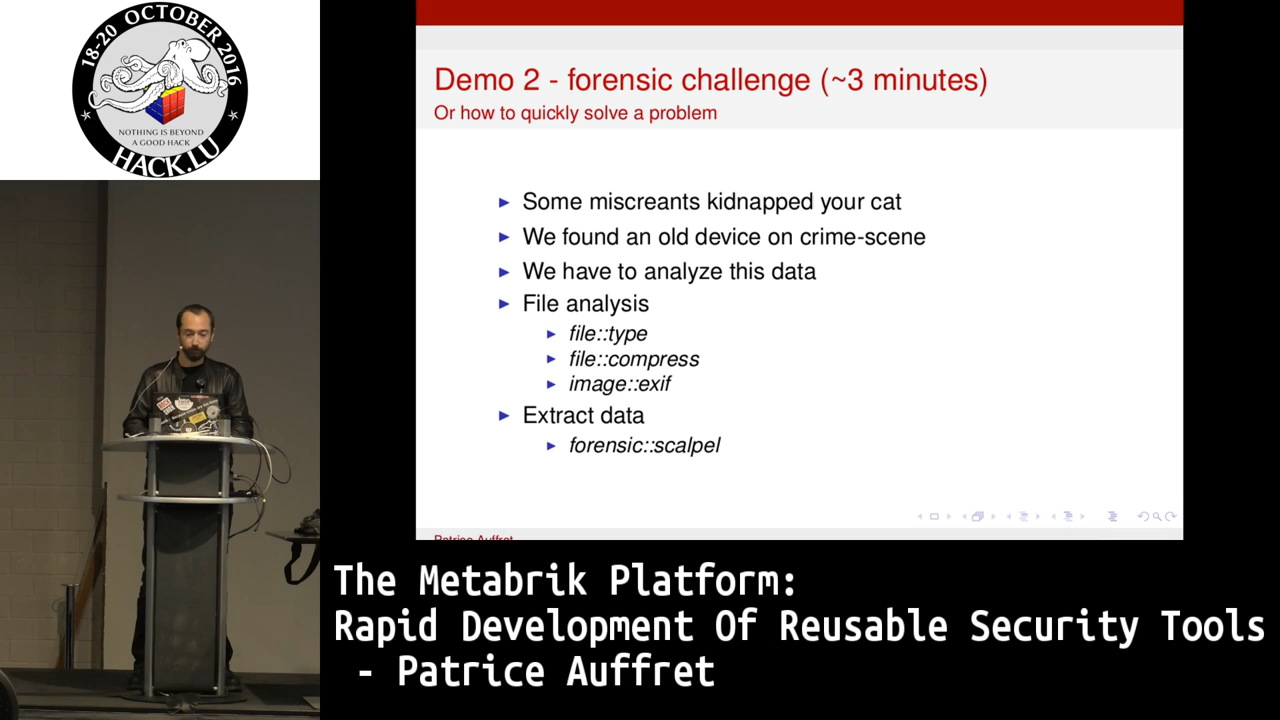 18-20 OCTOBER 2016
NOTHING IS BEYOND
A GOOD HACK
HACK.LU
Demo 2 - forensic challenge (~3 minutes)
Or how to quickly solve a problem
Some miscreants kidnapped your cat
We found an old device on crime-scene
We have to analyze this data
File analysis
file::type
file::compress
image::exif
Extract data
forensic::scalpel
Patrice Auffret
The Metabrik Platform:
Rapid Development Of Reusable Security Tools
- Patrice Auffret